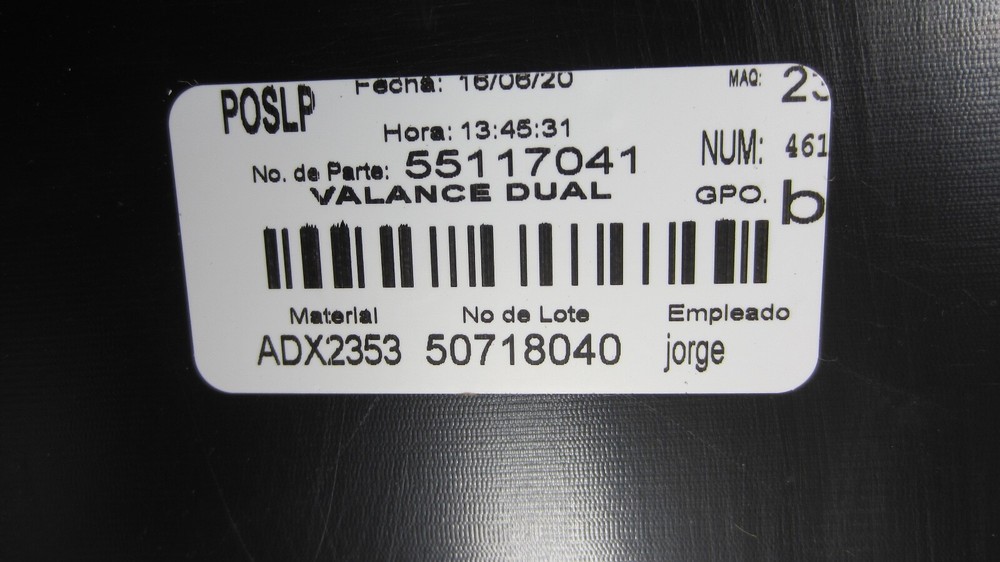 POSLP Fecha: 16/06/20 MAQ:
Hora: 13:45:31 NUM: 461
No. de Parte: 55117041
VALANCE DUAL GPO. b
Material No de Lote Empleado
ADX2353 50718040 jorge